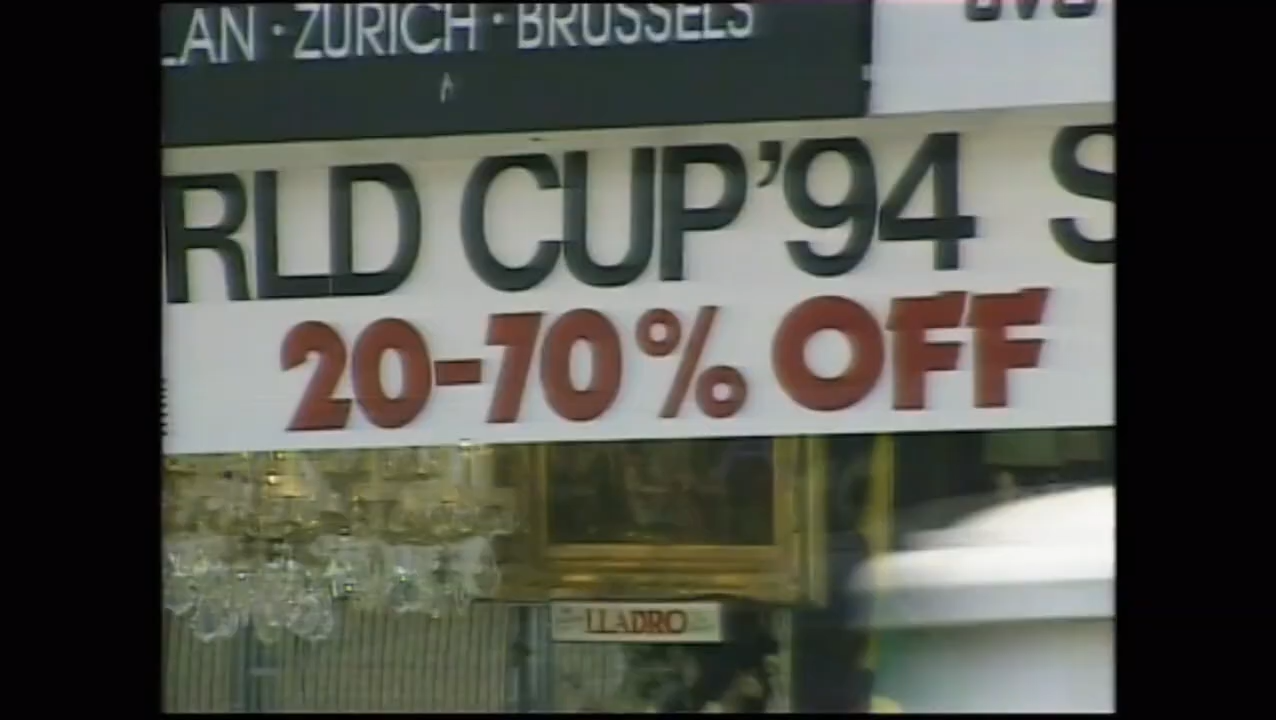 LAN · ZURICH · BRUSSELS
RLD CUP '94 S
20-70% OFF
LLADRO